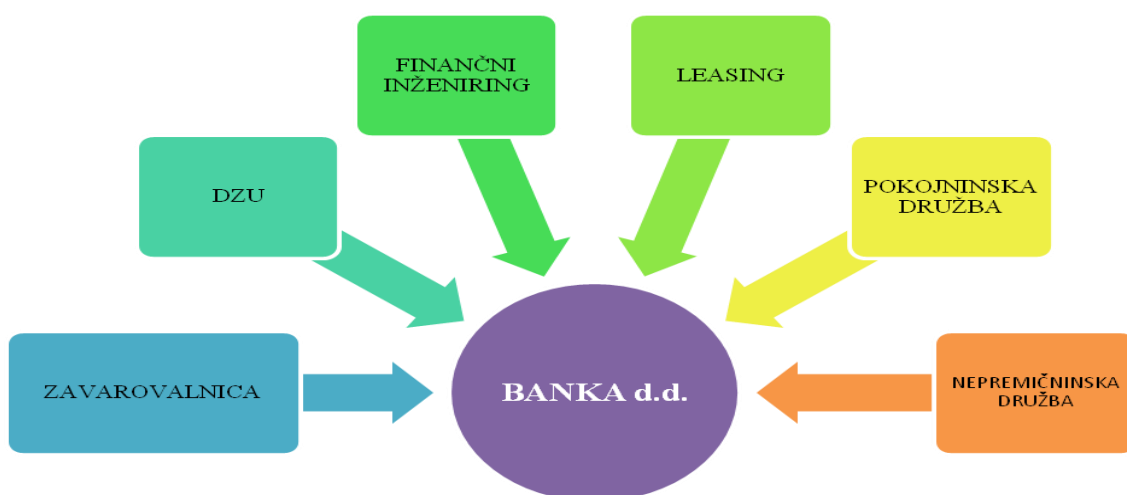 FINANČNI
INŽENIRING
LEASING
DZU
POKOJNINSKA
DRUŽBA
ZAVAROVALNICA
BANKA d.d.
NEPREMIČNINSKA
DRUŽBA